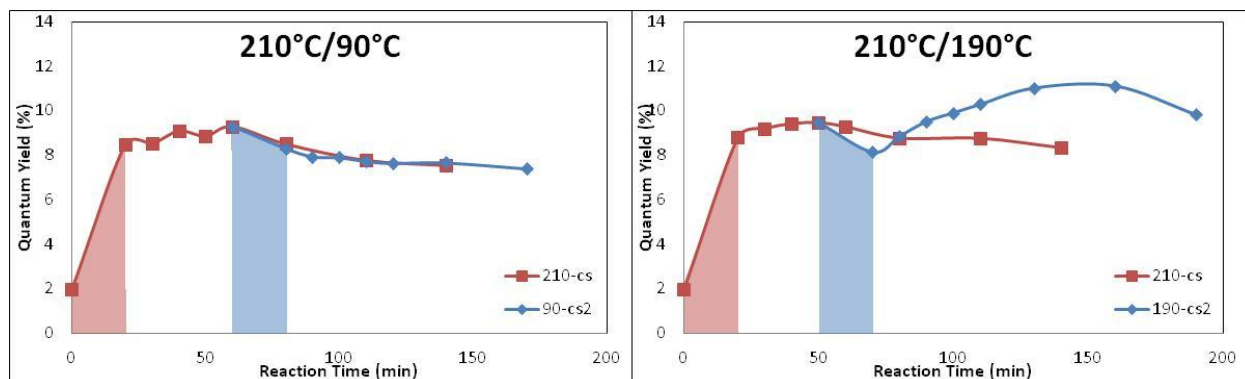 210°C/90°C
Quantum Yield (%)
14
12
10
8
6
4
2
0
210-cs
90-cs2
0
50
100
150
200
Reaction Time (min)
210°C/190°C
Quantum Yield (%)
14
12
10
8
6
4
2
0
210-cs
190-cs2
0
50
100
150
200
Reaction Time (min)